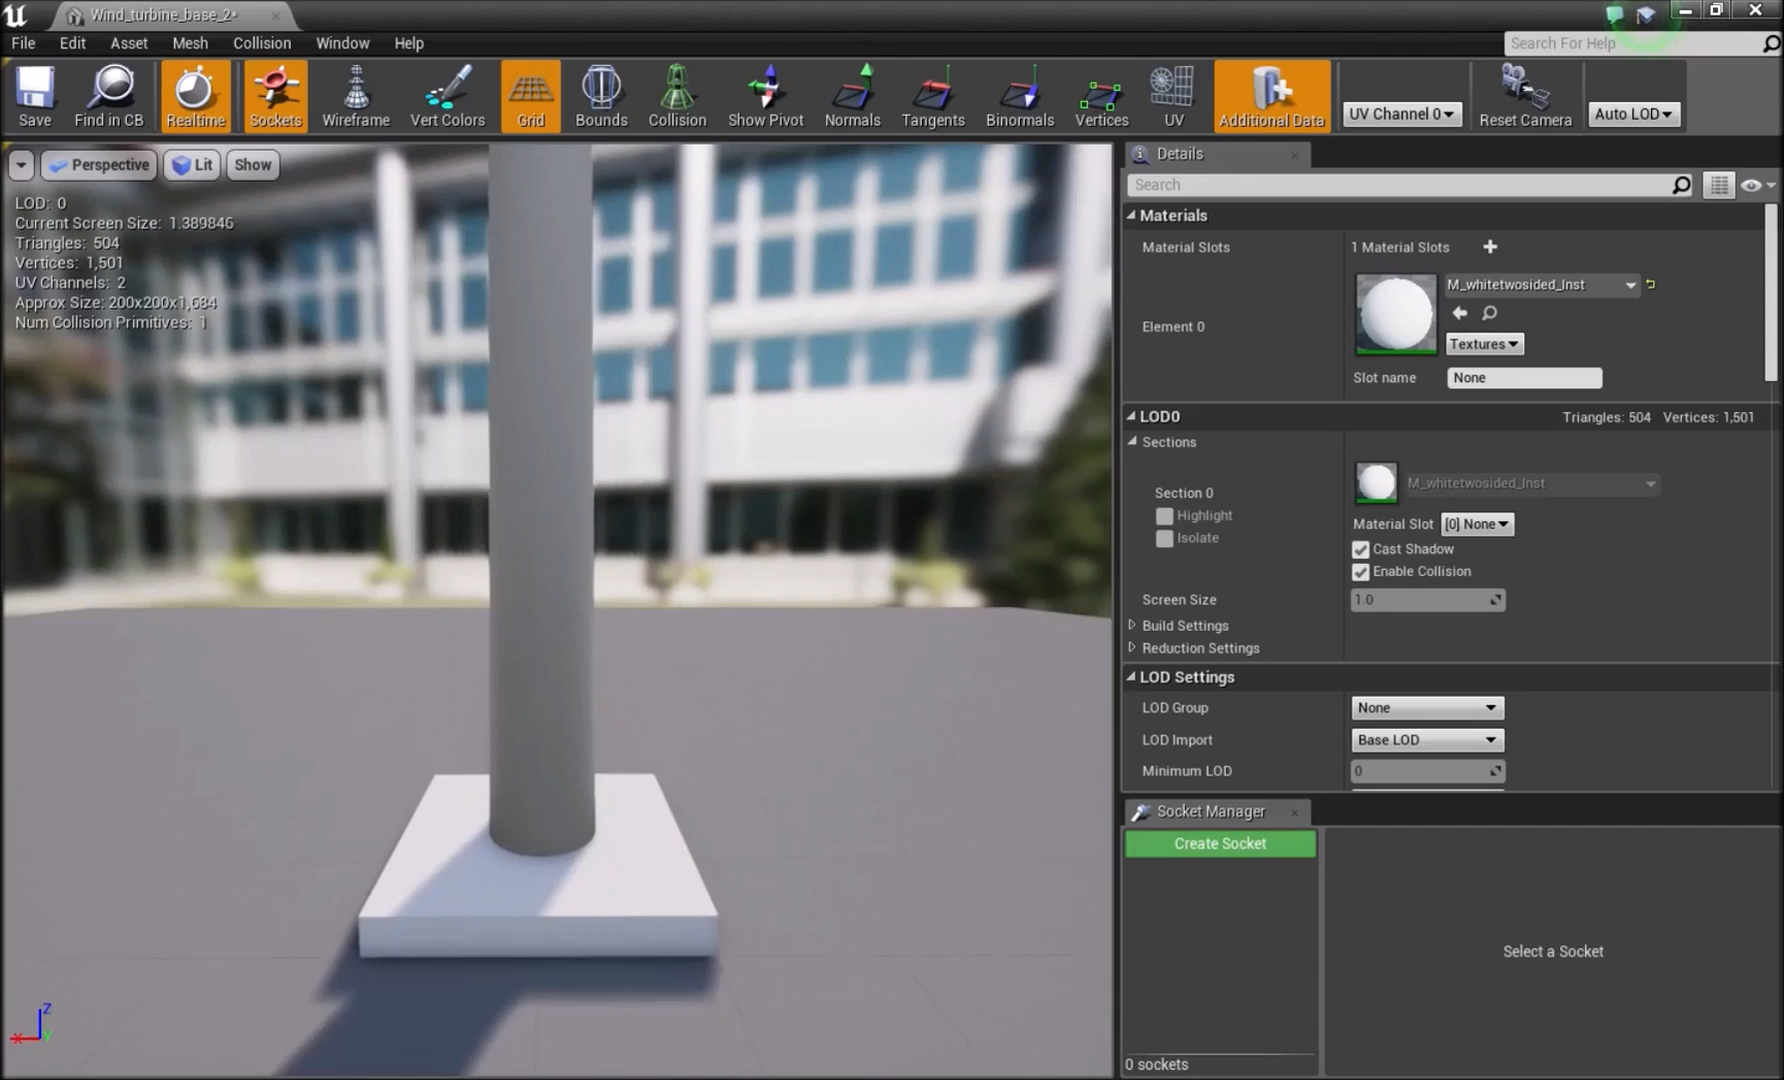 Wind_turbine_base_2*
File Edit Asset Mesh Collision Window Help
Search For Help
Save Find in CB Realtime Sockets Wireframe Vert Colors Grid Bounds Collision Show Pivot Normals Tangents Binormals Vertices UV Additional Data UV Channel 0 Reset Camera Auto LOD
Perspective Lit Show
LOD: 0
Current Screen Size: 1.389846
Triangles: 504
Vertices: 1,501
UV Channels: 2
Approx Size: 200x200x1,684
Num Collision Primitives: 1
Z
X Y
Details
Search
Materials
Material Slots 1 Material Slots
M_whitetwosided_Inst
Element 0
Textures
Slot name None
LOD0 Triangles: 504 Vertices: 1,501
Sections
M_whitetwosided_Inst
Section 0
Highlight
Isolate
Material Slot [0] None
Cast Shadow
Enable Collision
Screen Size 1.0
Build Settings
Reduction Settings
LOD Settings
LOD Group None
LOD Import Base LOD
Minimum LOD 0
Socket Manager
Create Socket
Select a Socket
0 sockets